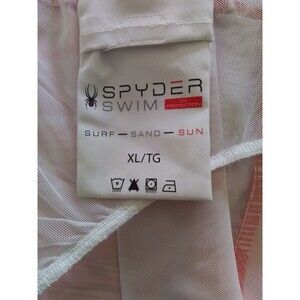 SPYDER
SWIM UV PROTECTION
SURF — SAND — SUN
XL/TG